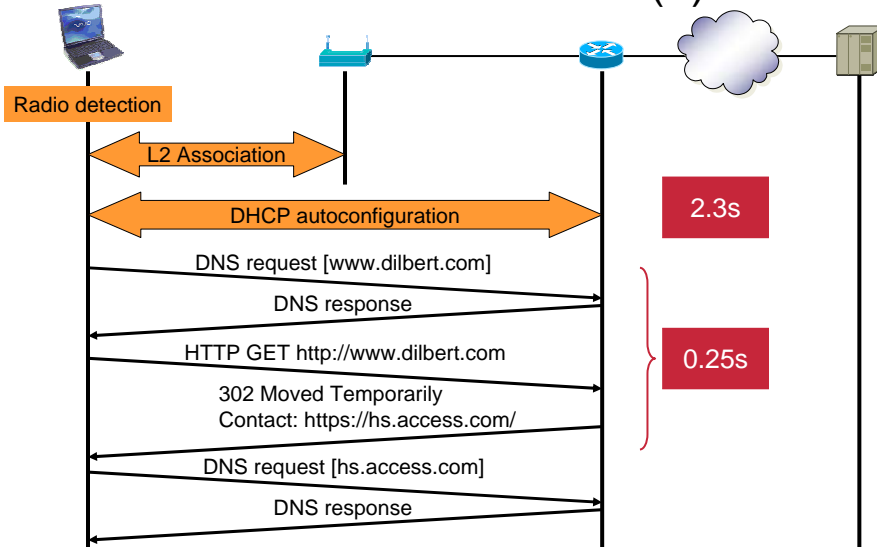 Radio detection
L2 Association
DHCP autoconfiguration
2.3s
DNS request [www.dilbert.com]
DNS response
HTTP GET http://www.dilbert.com
0.25s
302 Moved Temporarily
Contact: https://hs.access.com/
DNS request [hs.access.com]
DNS response